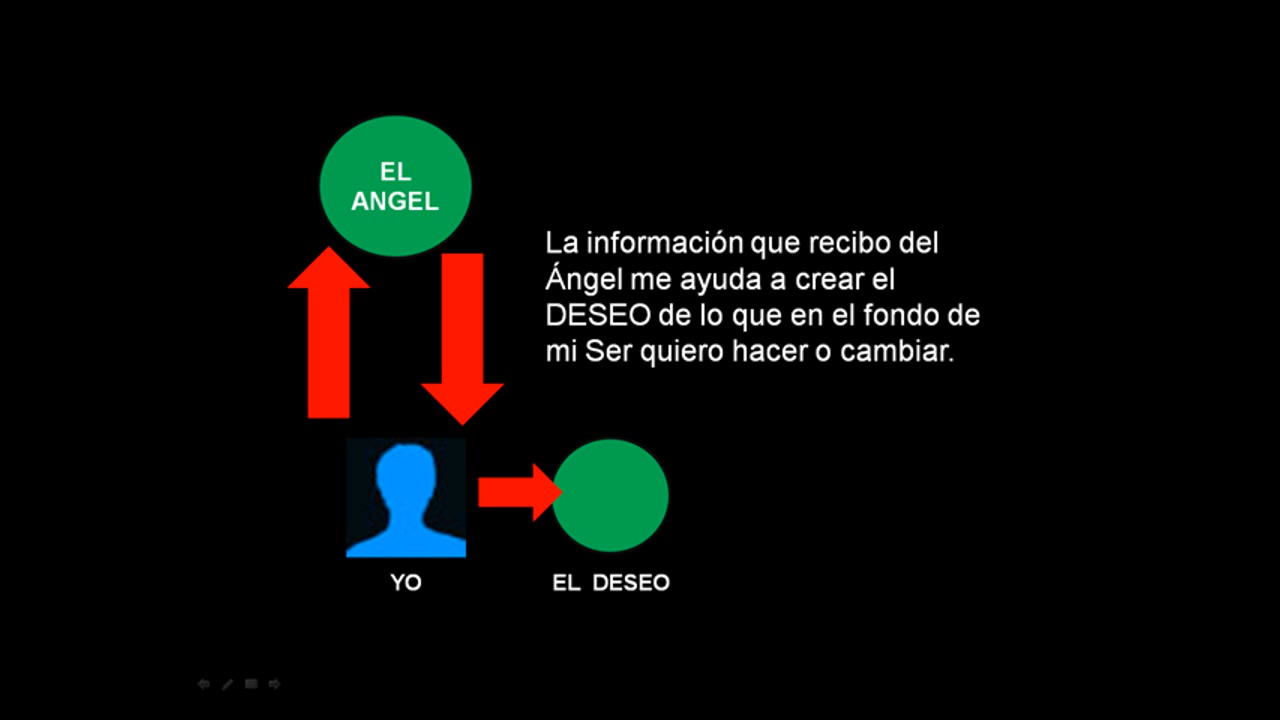 EL
ANGEL
La información que recibo del
Ángel me ayuda a crear el
DESEO de lo que en el fondo de
mi Ser quiero hacer o cambiar.
YO
EL DESEO